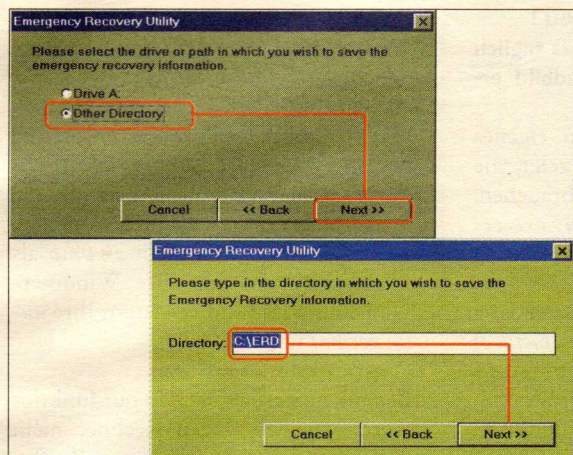 Emergency Recovery Utility
Please select the drive or path in which you wish to save the
emergency recovery information.
Drive A:
Other Directory
Cancel
<< Back
Next >>
Emergency Recovery Utility
Please type in the directory in which you wish to save the
Emergency Recovery information.
Directory: C:\ERD
Cancel
<< Back
Next >>